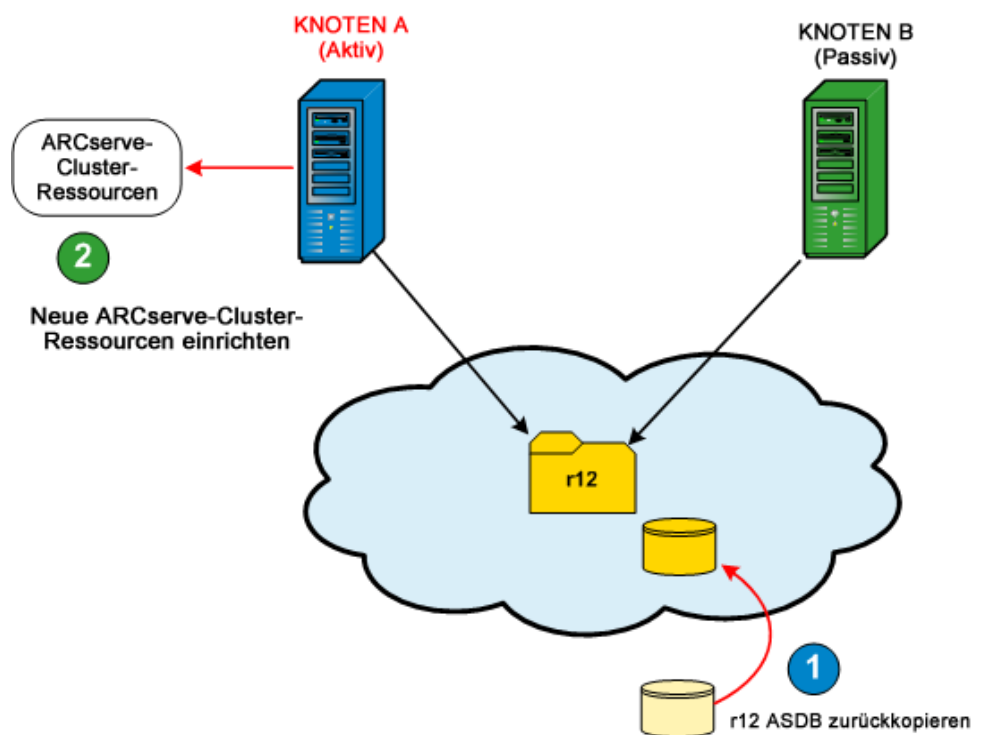 KNOTEN A
(Aktiv)
KNOTEN B
(Passiv)
ARCserve-
Cluster-
Ressourcen
2
Neue ARCserve-Cluster-
Ressourcen einrichten
r12
1
r12 ASDB zurückkopieren